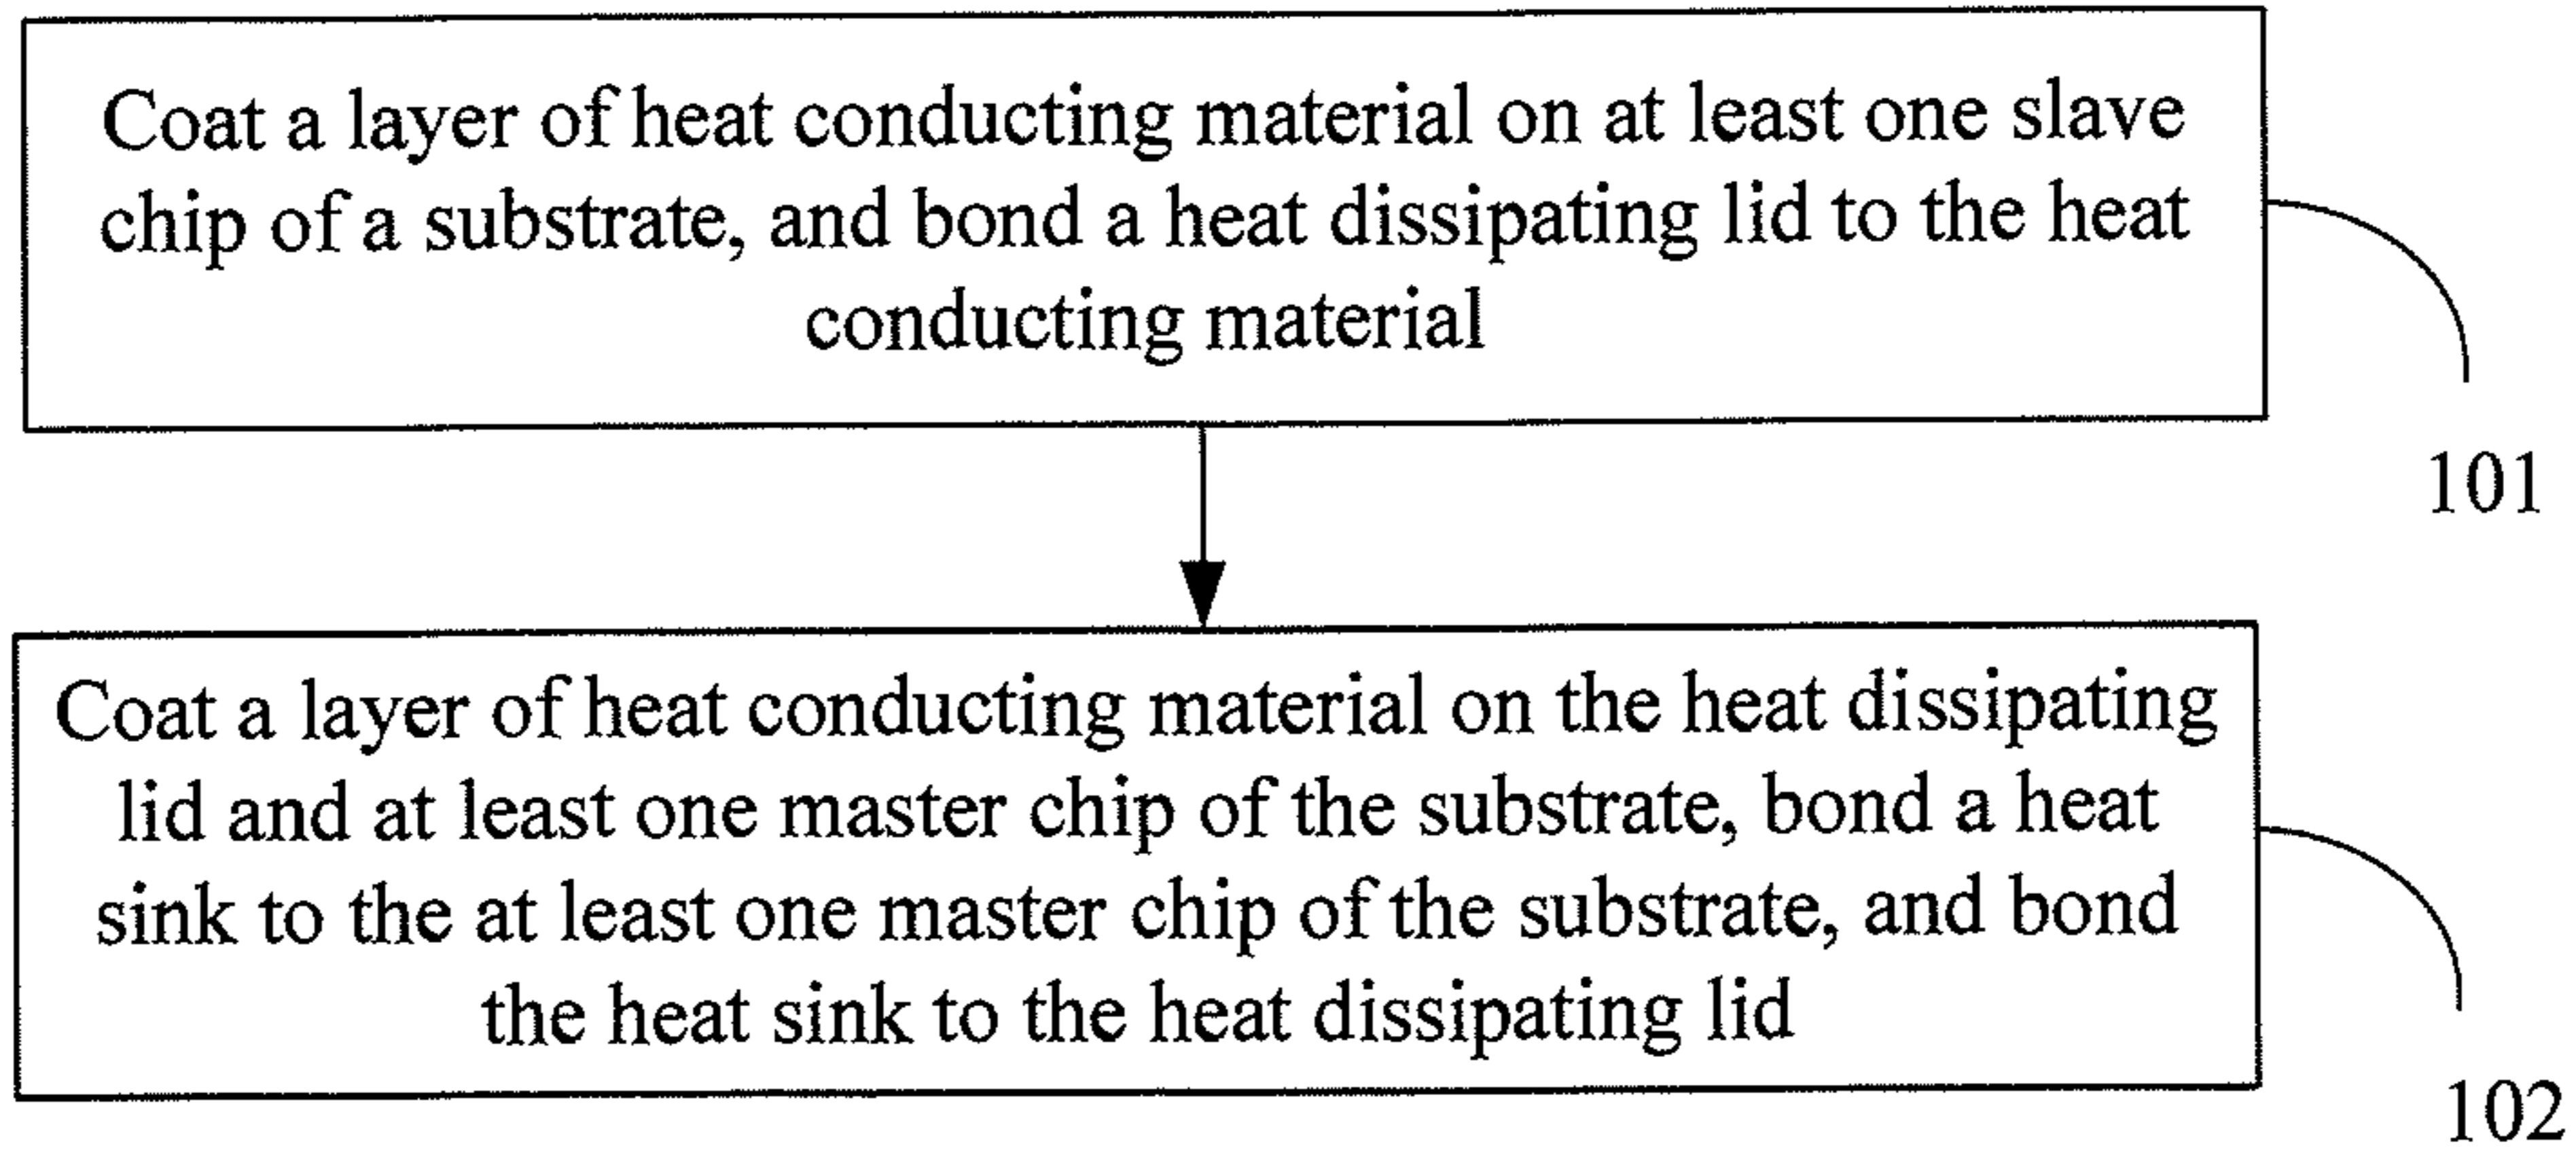 Coat a layer of heat conducting material on at least one slave
chip of a substrate, and bond a heat dissipating lid to the heat
conducting material
101
Coat a layer of heat conducting material on the heat dissipating
lid and at least one master chip of the substrate, bond a heat
sink to the at least one master chip of the substrate, and bond
the heat sink to the heat dissipating lid
102